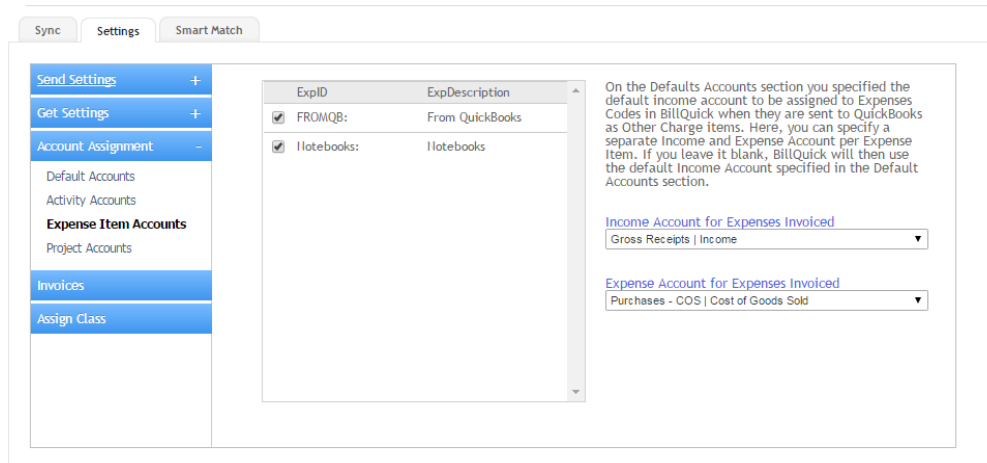 Sync Settings Smart Match
Send Settings +
Get Settings +
Account Assignment -
Default Accounts
Activity Accounts
Expense Item Accounts
Project Accounts
Invoices
Assign Class
ExpID ExpDescription
FROMQB: From QuickBooks
Notebooks: Notebooks
On the Defaults Accounts section you specified the
default income account to be assigned to Expenses
Codes in BillQuick when they are sent to QuickBooks
as Other Charge items. Here, you can specify a
separate Income and Expense Account per Expense
Item. If you leave it blank, BillQuick will then use
the default Income Account specified in the Default
Accounts section.
Income Account for Expenses Invoiced
Gross Receipts | Income
Expense Account for Expenses Invoiced
Purchases - COS | Cost of Goods Sold